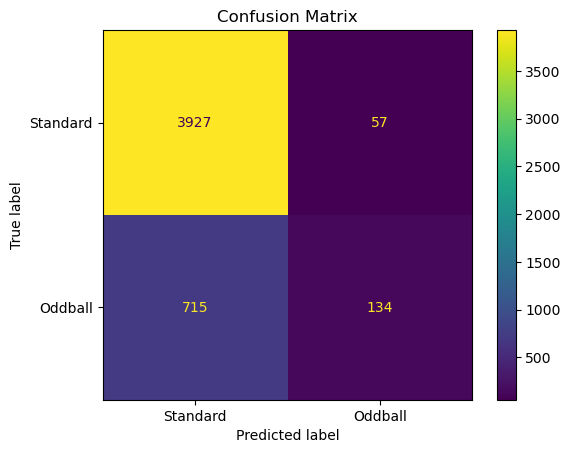 Confusion Matrix
Standard
3927
57
Oddball
715
134
True label
Standard
Oddball
Predicted label
3500
3000
2500
2000
1500
1000
500